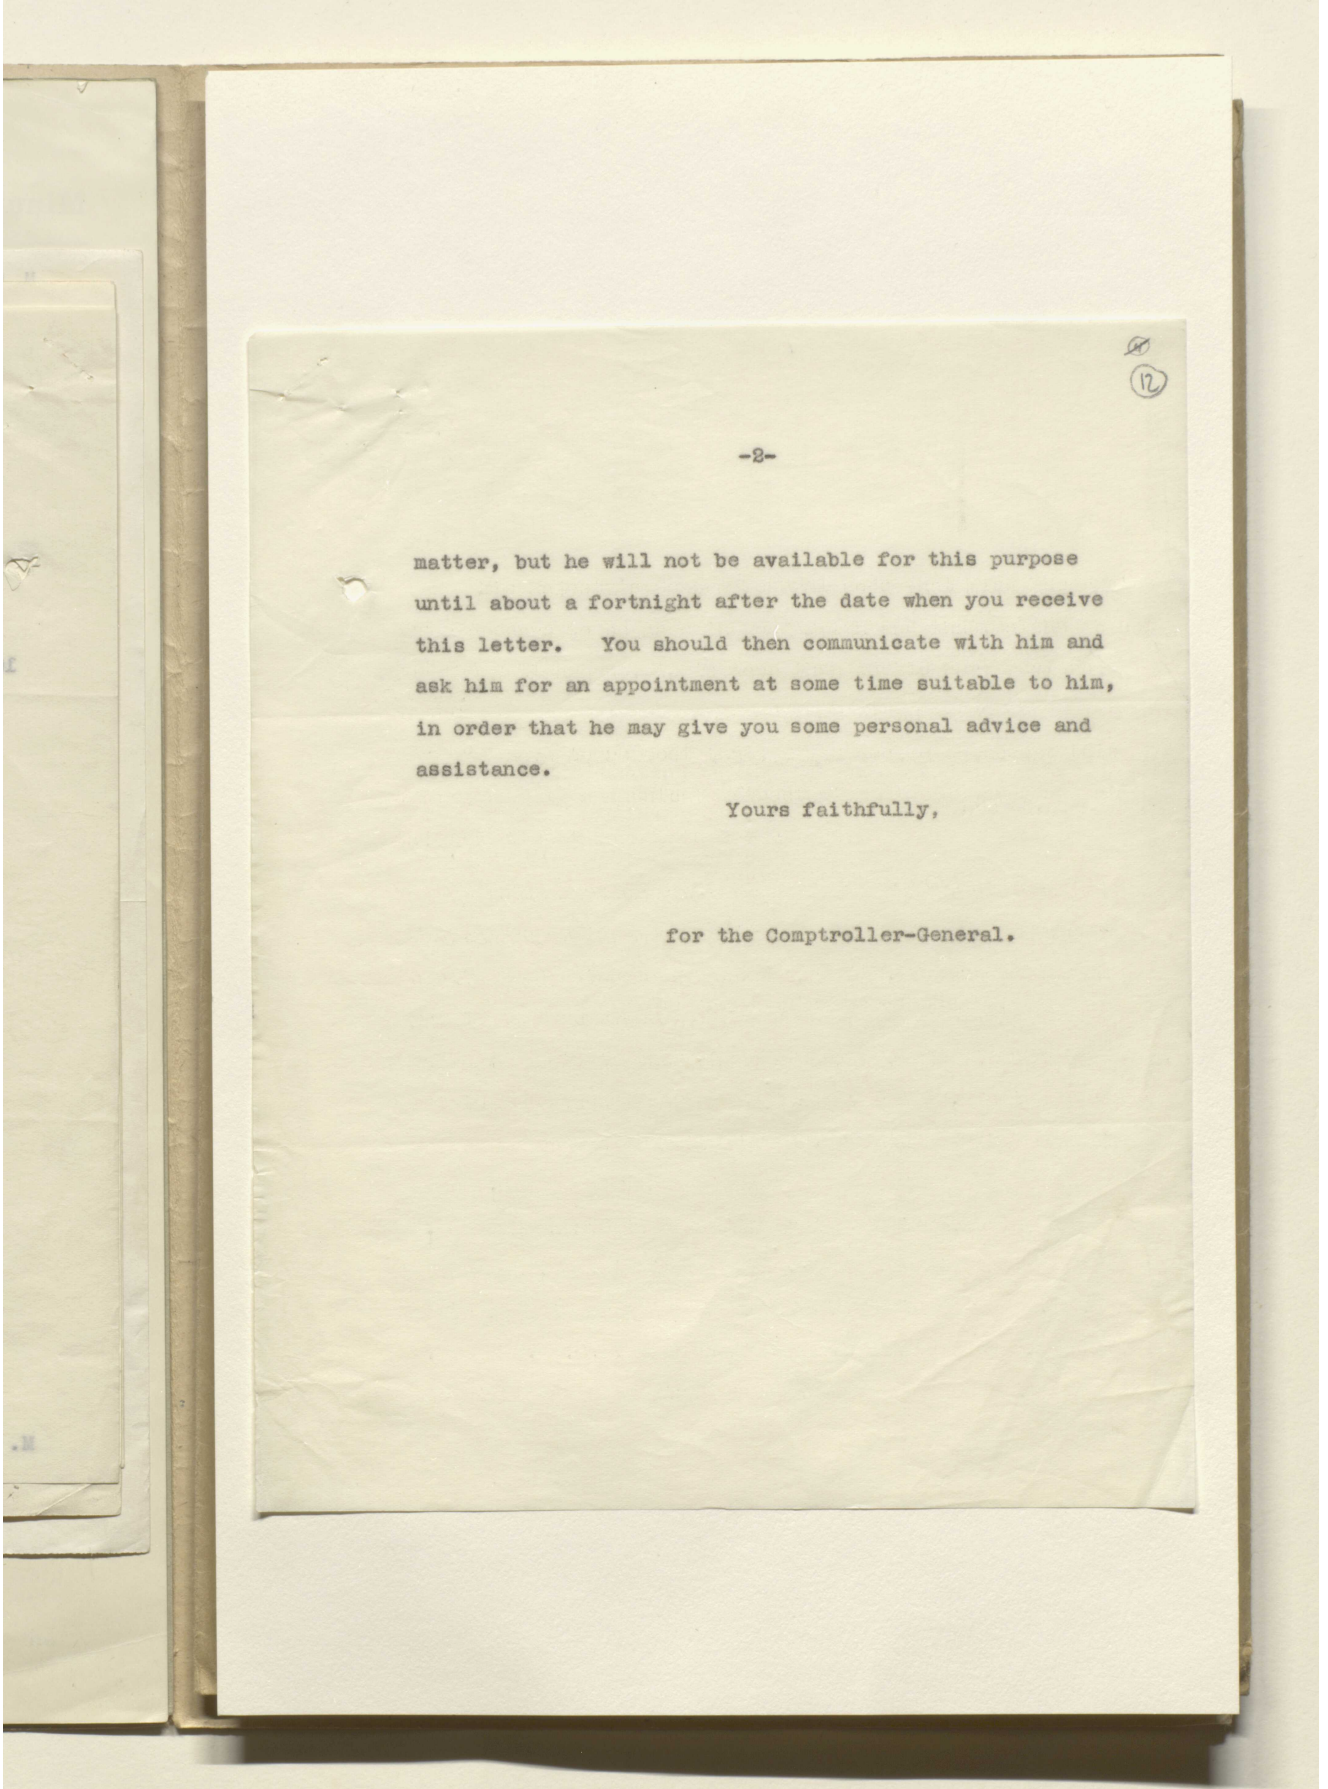 12
-2-
matter, but he will not be available for this purpose
until about a fortnight after the date when you receive
this letter. You should then communicate with him and
ask him for an appointment at some time suitable to him,
in order that he may give you some personal advice and
assistance.
Yours faithfully,
for the Comptroller-General.